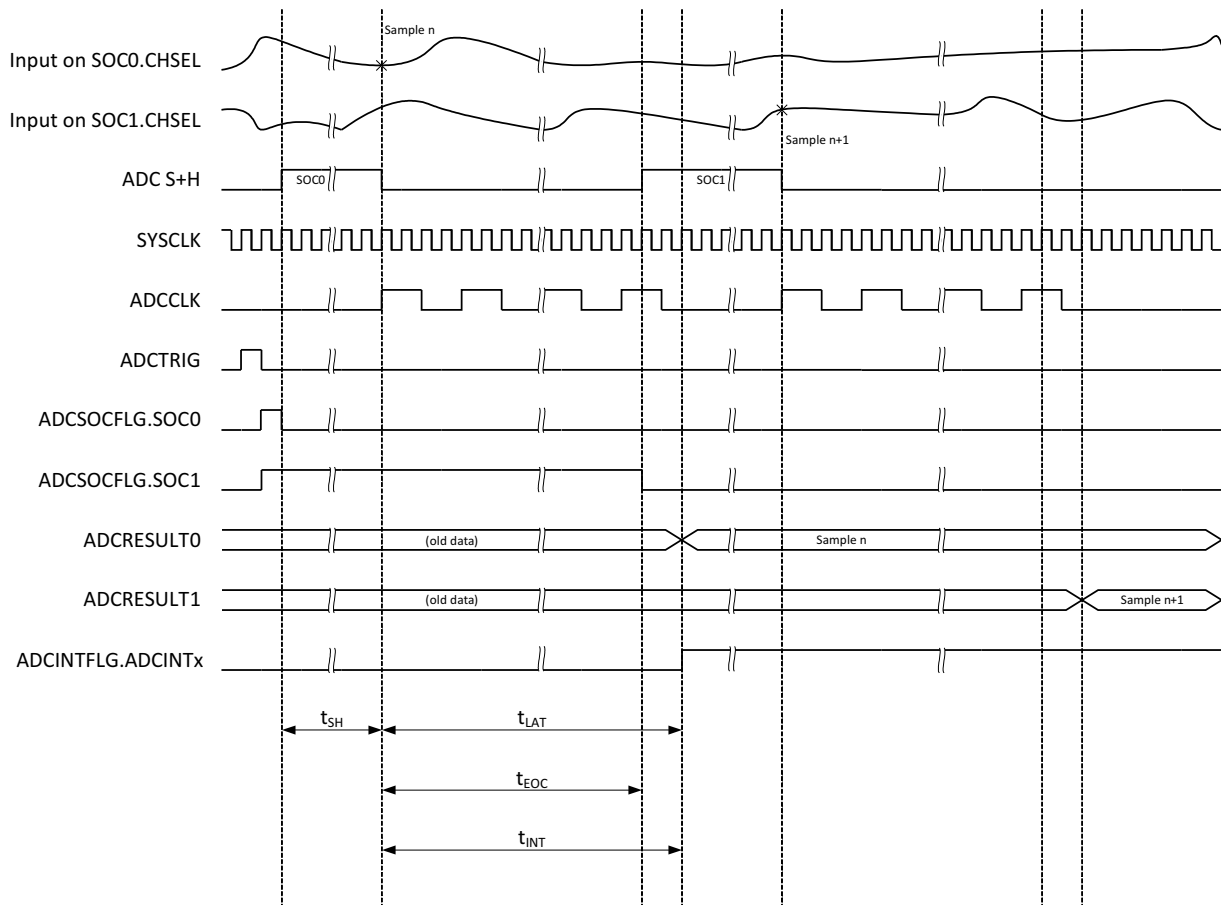 Sample n
Input on SOC0.CHSEL
Input on SOC1.CHSEL
Sample n+1
ADC S+H
SOC0
SOC1
SYSCLK
ADCCLK
ADCTRIG
ADCSOCFLG.SOC0
ADCSOCFLG.SOC1
ADCRESULT0
(old data)
Sample n
ADCRESULT1
(old data)
Sample n+1
ADCINTFLG.ADCINTx
tSH
tLAT
tEOC
tINT